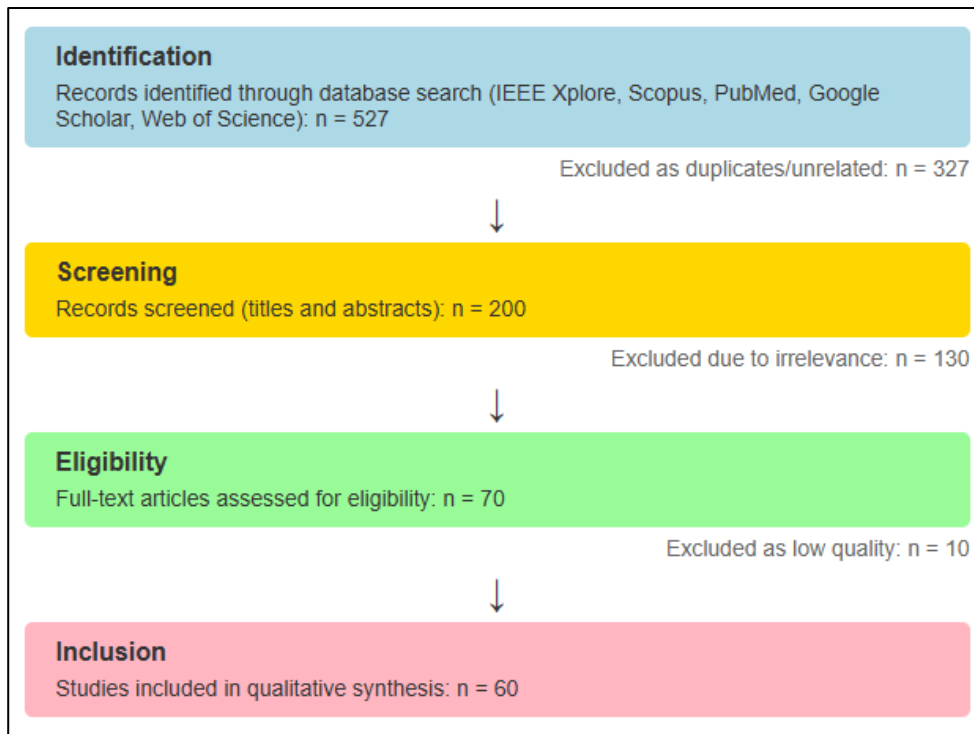 Identification
Records identified through database search (IEEE Xplore, Scopus, PubMed, Google
Scholar, Web of Science): n = 527
Excluded as duplicates/unrelated: n = 327
↓
Screening
Records screened (titles and abstracts): n = 200
Excluded due to irrelevance: n = 130
↓
Eligibility
Full-text articles assessed for eligibility: n = 70
Excluded as low quality: n = 10
↓
Inclusion
Studies included in qualitative synthesis: n = 60